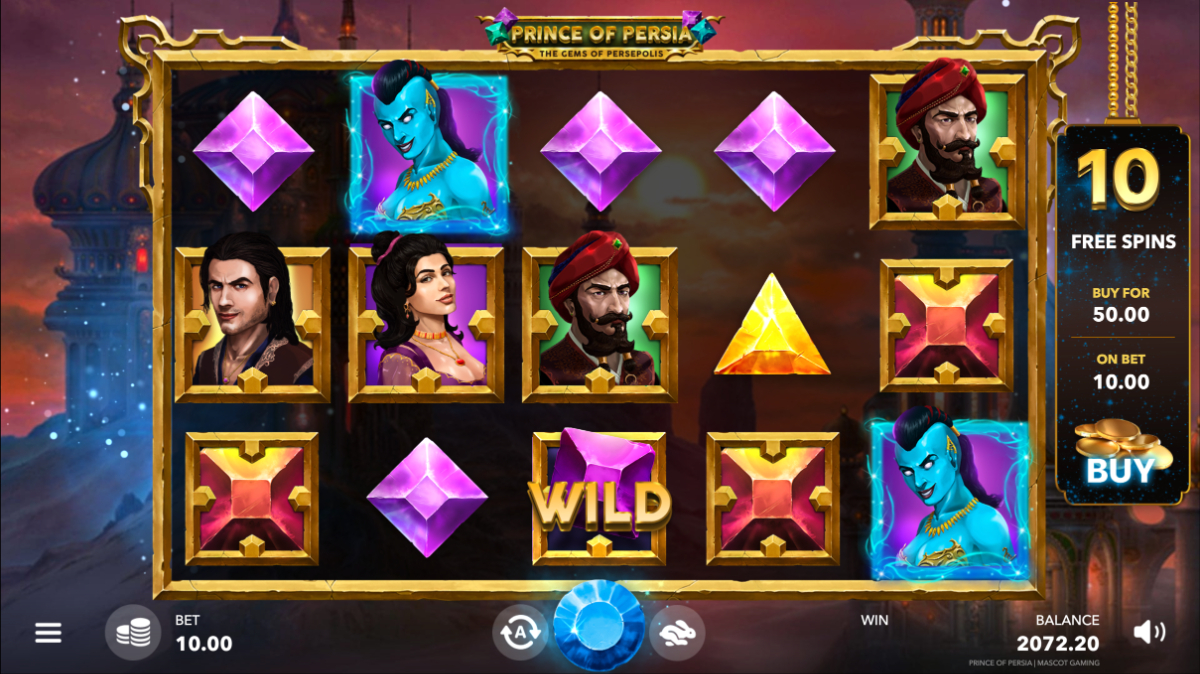 PRINCE OF PERSIA
THE GEMS OF PERSEPOLIS
10
FREE SPINS
BUY FOR
50.00
ON BET
10.00
BUY
WILD
BET
10.00
A
WIN
BALANCE
2072.20
PRINCE OF PERSIA | MASCOT GAMING